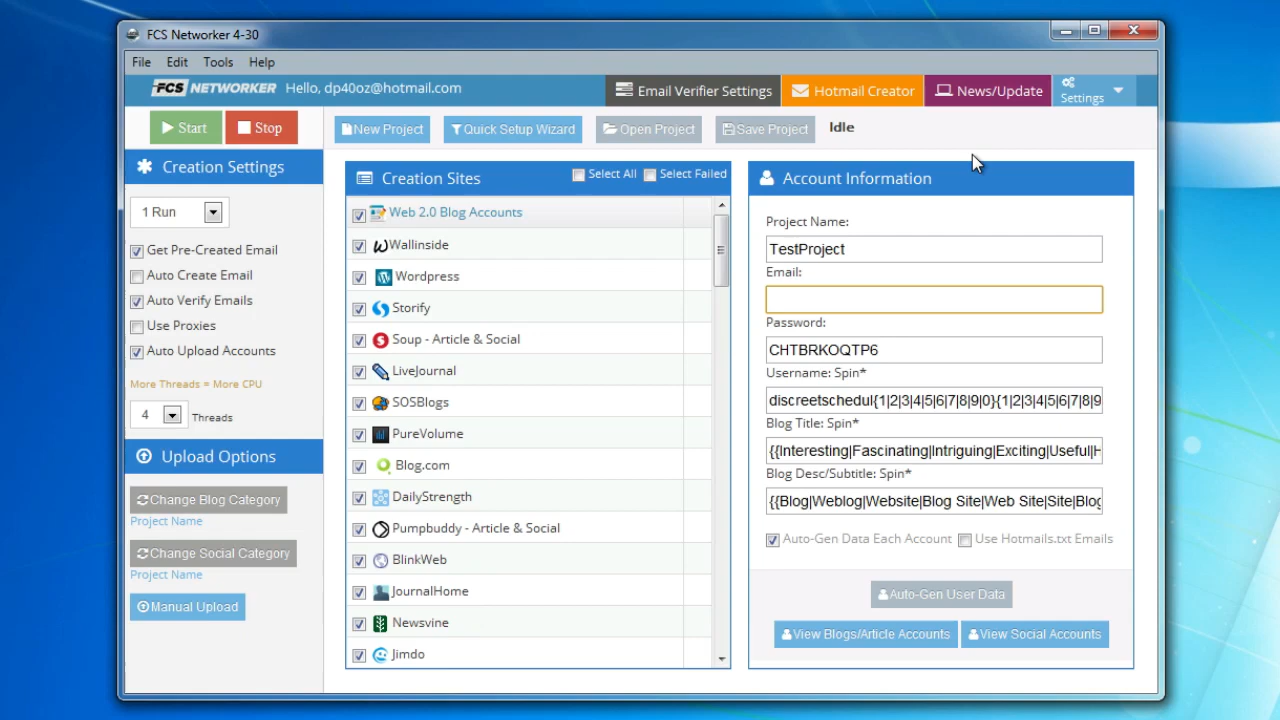 FCS Networker 4-30
File Edit Tools Help
FCS NETWORKER Hello, dp40oz@hotmail.com Email Verifier Settings Hotmail Creator News/Update Settings
Start Stop New Project Quick Setup Wizard Open Project Save Project Idle
Creation Settings
1 Run
Get Pre-Created Email
Auto Create Email
Auto Verify Emails
Use Proxies
Auto Upload Accounts
More Threads = More CPU
4 Threads
Upload Options
Change Blog Category
Project Name
Change Social Category
Project Name
Manual Upload
Creation Sites Select All Select Failed
Web 2.0 Blog Accounts
Wallinside
Wordpress
Storify
Soup - Article & Social
LiveJournal
SOSBlogs
PureVolume
Blog.com
DailyStrength
Pumpbuddy - Article & Social
BlinkWeb
JournalHome
Newsvine
Jimdo
Account Information
Project Name:
TestProject
Email:
Password:
CHTBRKOQTP6
Username: Spin*
discreetschedul{1|2|3|4|5|6|7|8|9|0}{1|2|3|4|5|6|7|8|9
Blog Title: Spin*
{{Interesting|Fascinating|Intriguing|Exciting|Useful|H
Blog Desc/Subtitle: Spin*
{{Blog|Weblog|Website|Blog Site|Web Site|Site|Blog
Auto-Gen Data Each Account Use Hotmails.txt Emails
Auto-Gen User Data
View Blogs/Article Accounts View Social Accounts